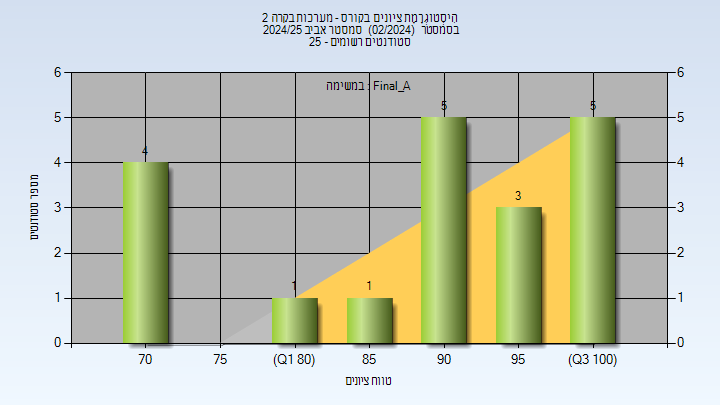 היסטוגרמת ציונים בקורס - מערכות בקרה 2
בסמסטר (02/2024) סמסטר אביב 2024/25
סטודנטים רשומים - 25
במשימה : Final_A
מספר סטודנטים
6 6
5 5
4 4
3 3
2 2
1 1
0 0
4 1 1 5 3 5
70 75 (Q1 80) 85 90 95 (Q3 100)
טווח ציונים